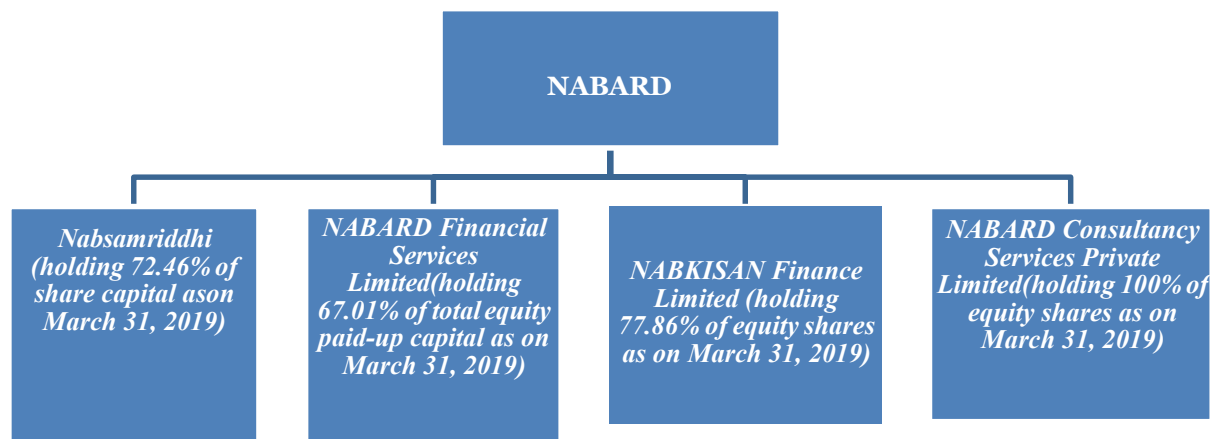 NABARD
Nabsamriddhi
(holding 72.46% of
share capital ason
March 31, 2019)
NABARD Financial
Services
Limited(holding
67.01% of total equity
paid-up capital as on
March 31, 2019)
NABKISAN Finance
Limited (holding
77.86% of equity shares
as on March 31, 2019)
NABARD Consultancy
Services Private
Limited(holding 100% of
equity shares as on
March 31, 2019)